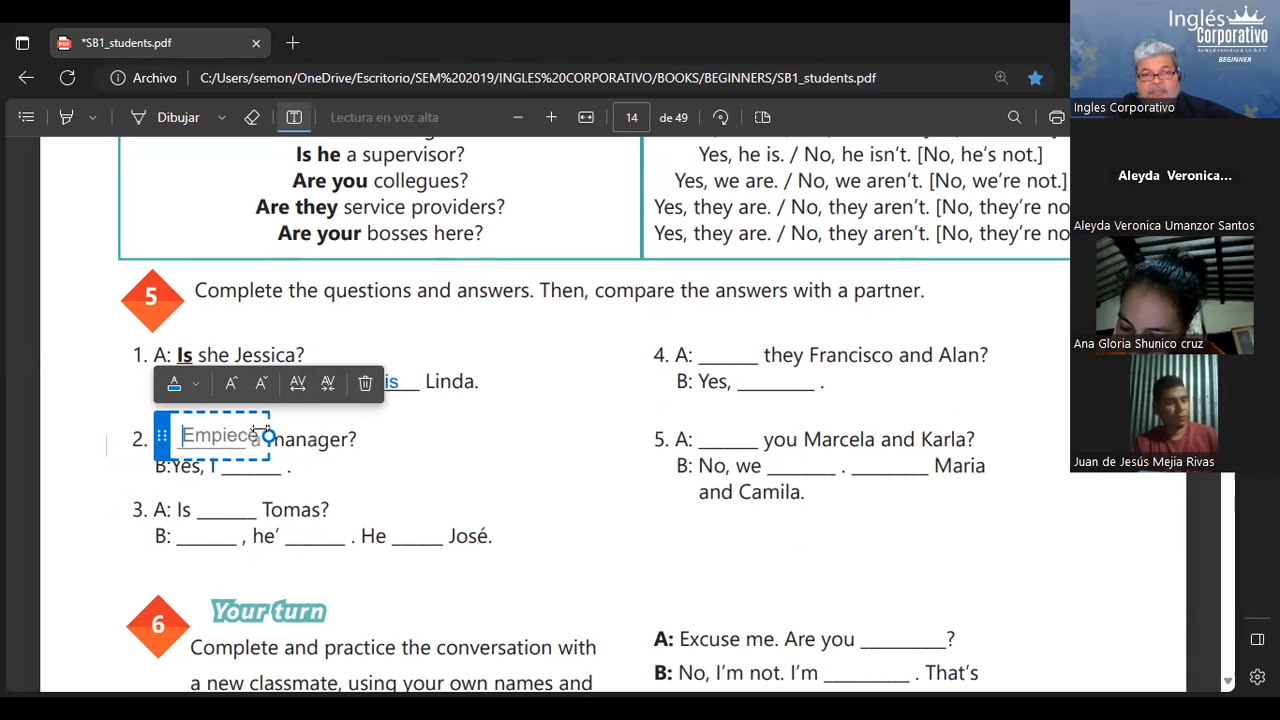 *SB1_students.pdf
Archivo C:/Users/semon/OneDrive/Escritorio/SEM%202019/INGLES%20CORPORATIVO/BOOKS/BEGINNERS/SB1_students.pdf
Dibujar Lectura en voz alta 14 de 49
Inglés Corporativo
BEGINNER
Ingles Corporativo
Aleyda Veronica...
Aleyda Veronica Umanzor Santos
Ana Gloria Shunico cruz
Juan de Jesús Mejia Rivas
Is he a supervisor?
Are you collegues?
Are they service providers?
Are your bosses here?
Yes, he is. / No, he isn't. [No, he's not.]
Yes, we are. / No, we aren't. [No, we're not.]
Yes, they are. / No, they aren't. [No, they're no
Yes, they are. / No, they aren't. [No, they're no
5 Complete the questions and answers. Then, compare the answers with a partner.
1. A: Is she Jessica?
is___ Linda.
2. Empiece a manager?
B:Yes, I ______ .
3. A: Is ______ Tomas?
B: ______ , he' ______ . He _____ José.
4. A: ______ they Francisco and Alan?
B: Yes, ________ .
5. A: ______ you Marcela and Karla?
B: No, we _______ . ________ Maria
and Camila.
6 Your turn
Complete and practice the conversation with
a new classmate, using your own names and
A: Excuse me. Are you _________?
B: No, I'm not. I'm _________ . That's